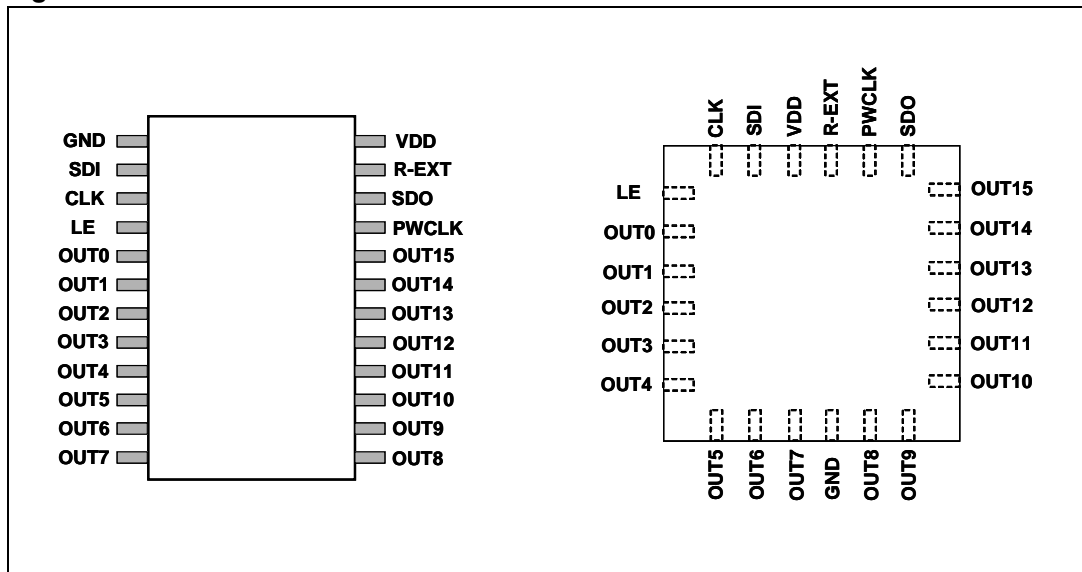 GND
SDI
CLK
LE
OUT0
OUT1
OUT2
OUT3
OUT4
OUT5
OUT6
OUT7
VDD
R-EXT
SDO
PWCLK
OUT15
OUT14
OUT13
OUT12
OUT11
OUT10
OUT9
OUT8
CLK
SDI
VDD
R-EXT
PWCLK
SDO
LE
OUT0
OUT1
OUT2
OUT3
OUT4
OUT15
OUT14
OUT13
OUT12
OUT11
OUT10
OUT5
OUT6
OUT7
GND
OUT8
OUT9